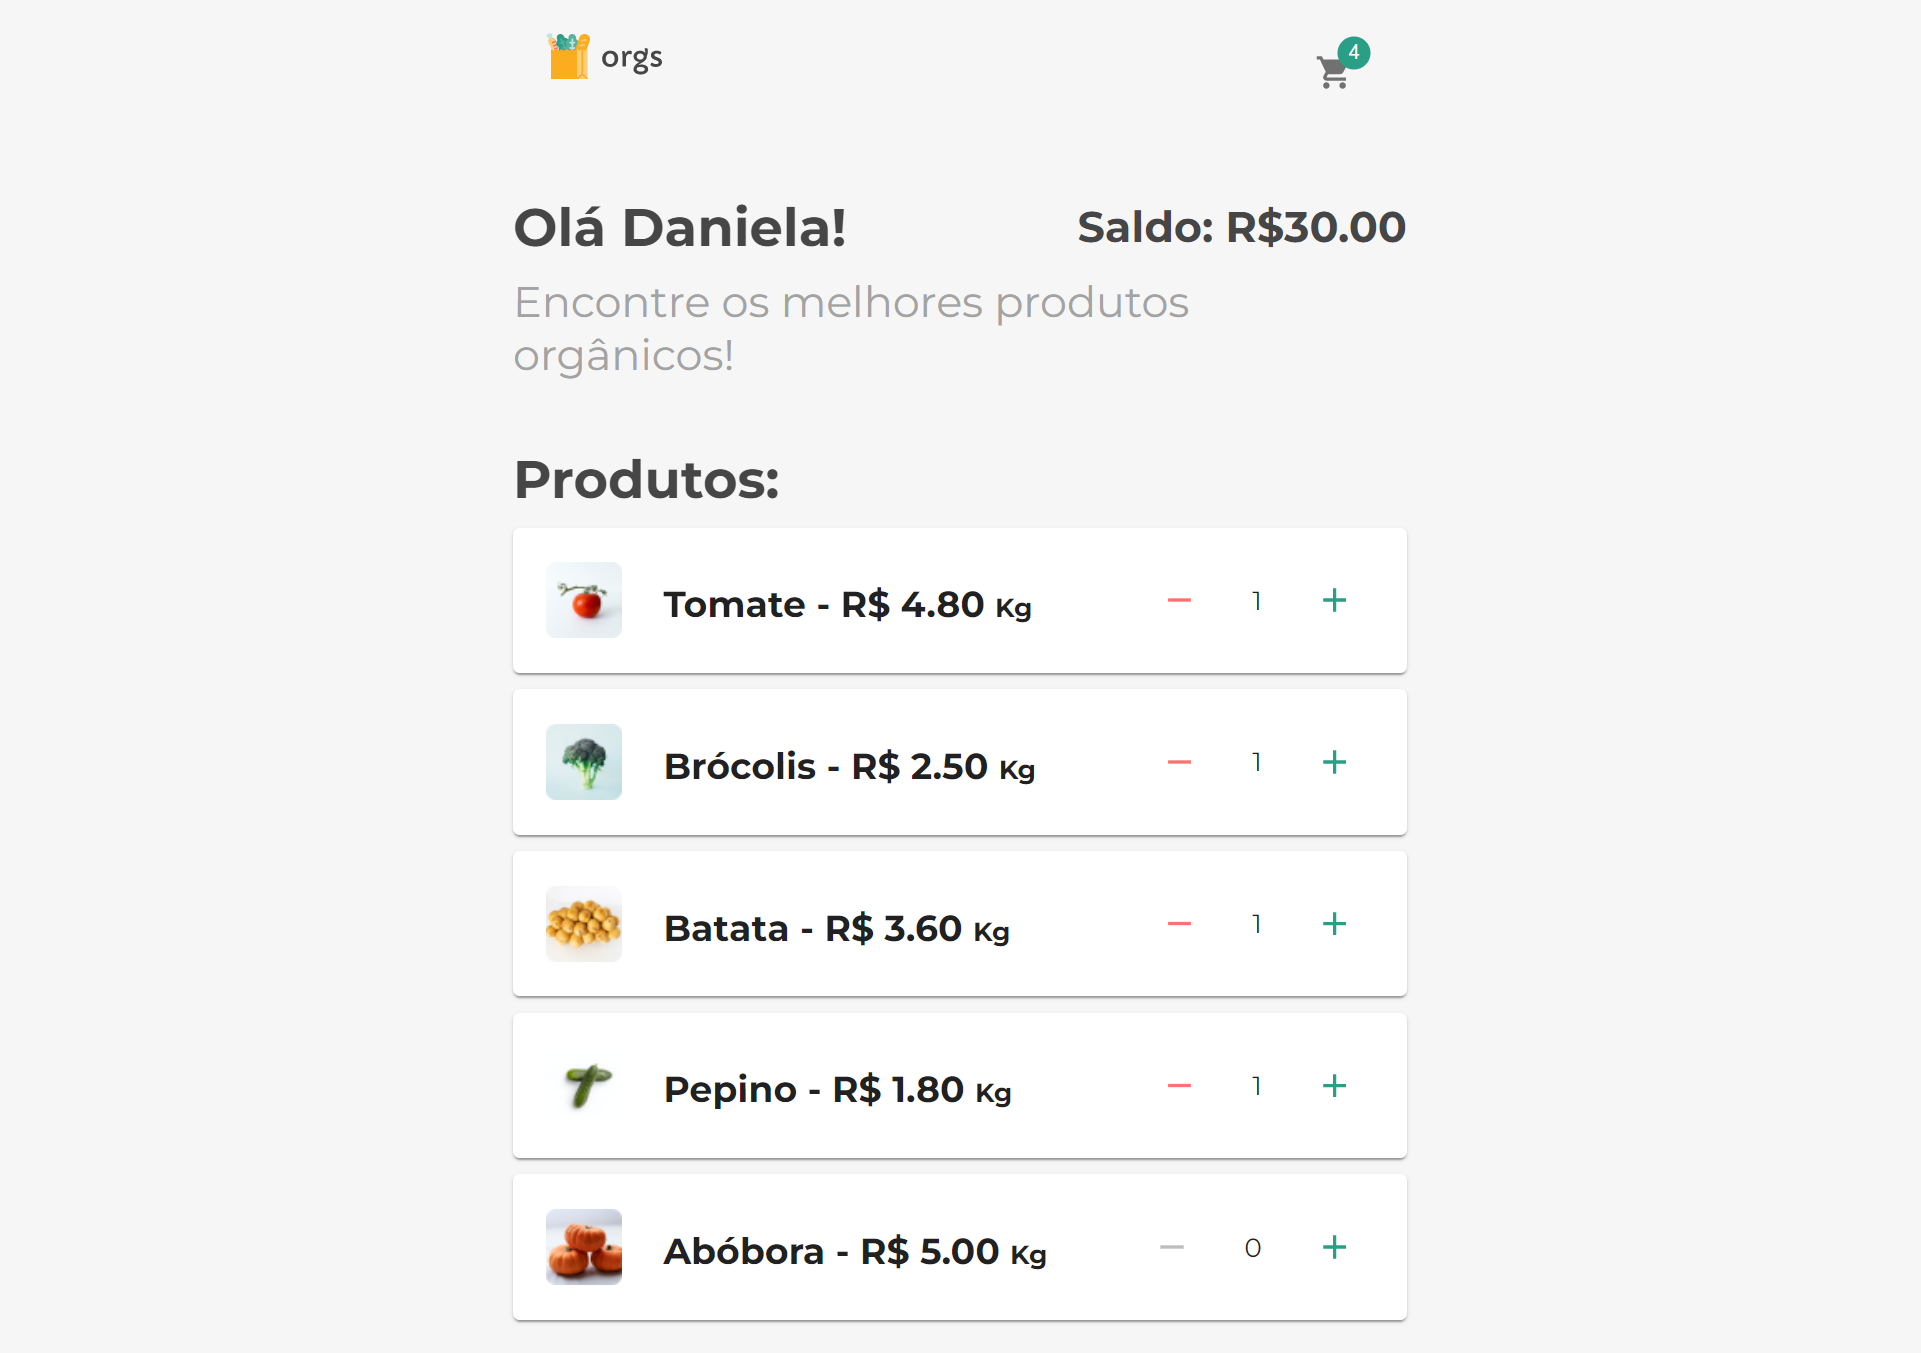 orgs
4
Olá Daniela!
Saldo: R$30.00
Encontre os melhores produtos
orgânicos!
Produtos:
Tomate - R$ 4.80 Kg
1
Brócolis - R$ 2.50 Kg
1
Batata - R$ 3.60 Kg
1
Pepino - R$ 1.80 Kg
1
Abóbora - R$ 5.00 Kg
0